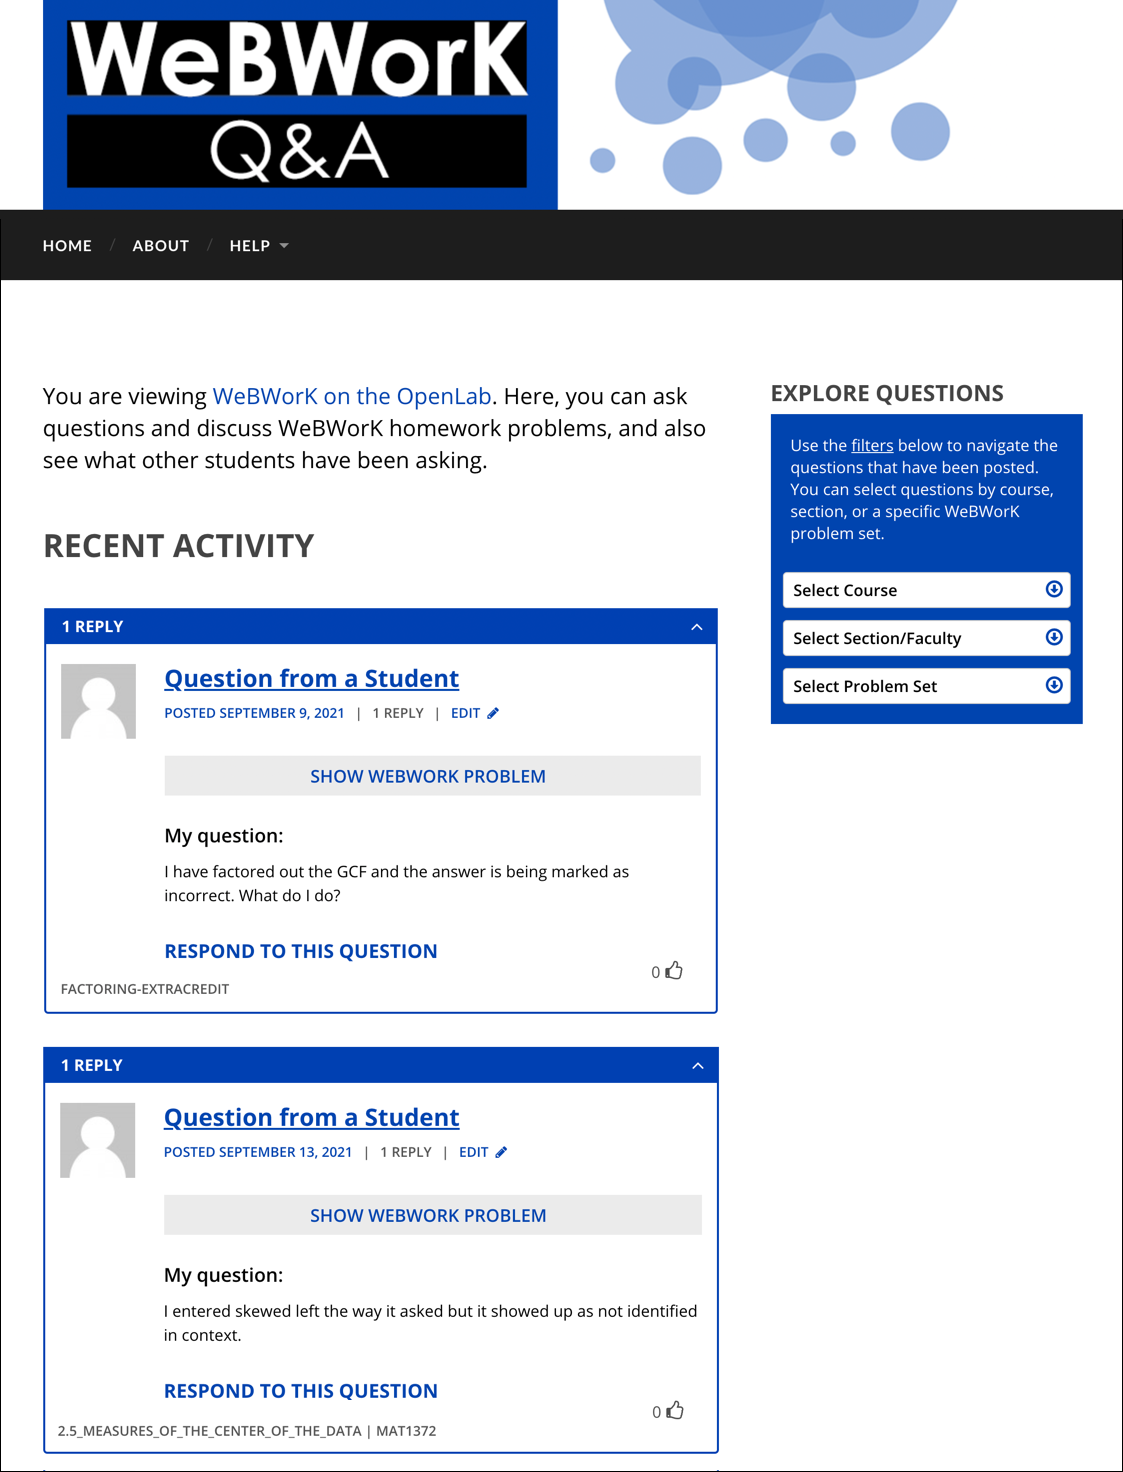 WeBWorK
Q&A
HOME / ABOUT / HELP
You are viewing WeBWorK on the OpenLab. Here, you can ask
questions and discuss WeBWorK homework problems, and also
see what other students have been asking.
RECENT ACTIVITY
1 REPLY
Question from a Student
POSTED SEPTEMBER 9, 2021 | 1 REPLY | EDIT
SHOW WEBWORK PROBLEM
My question:
I have factored out the GCF and the answer is being marked as
incorrect. What do I do?
RESPOND TO THIS QUESTION
0
FACTORING-EXTRACREDIT
1 REPLY
Question from a Student
POSTED SEPTEMBER 13, 2021 | 1 REPLY | EDIT
SHOW WEBWORK PROBLEM
My question:
I entered skewed left the way it asked but it showed up as not identified
in context.
RESPOND TO THIS QUESTION
0
2.5_MEASURES_OF_THE_CENTER_OF_THE_DATA | MAT1372
EXPLORE QUESTIONS
Use the filters below to navigate the
questions that have been posted.
You can select questions by course,
section, or a specific WeBWorK
problem set.
Select Course
Select Section/Faculty
Select Problem Set